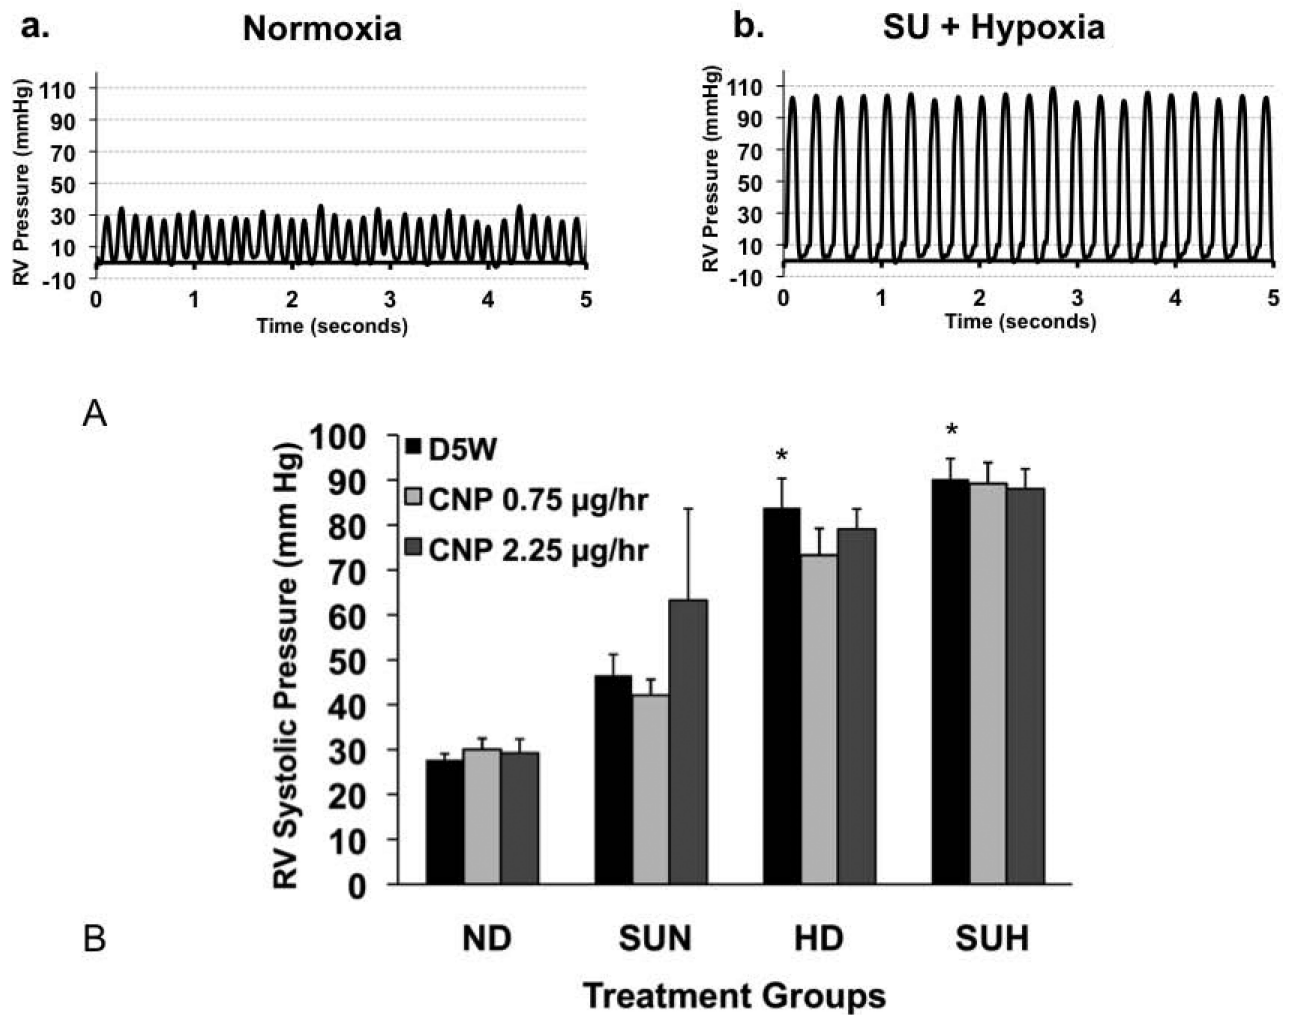 a.
Normoxia
RV Pressure (mmHg)
110
90
70
50
30
10
-10
0 1 2 3 4 5
Time (seconds)
b.
SU + Hypoxia
RV Pressure (mmHg)
110
90
70
50
30
10
-10
0 1 2 3 4 5
Time (seconds)
A
RV Systolic Pressure (mm Hg)
100
90
80
70
60
50
40
30
20
10
0
D5W
CNP 0.75 µg/hr
CNP 2.25 µg/hr
*
*
ND SUN HD SUH
Treatment Groups
B